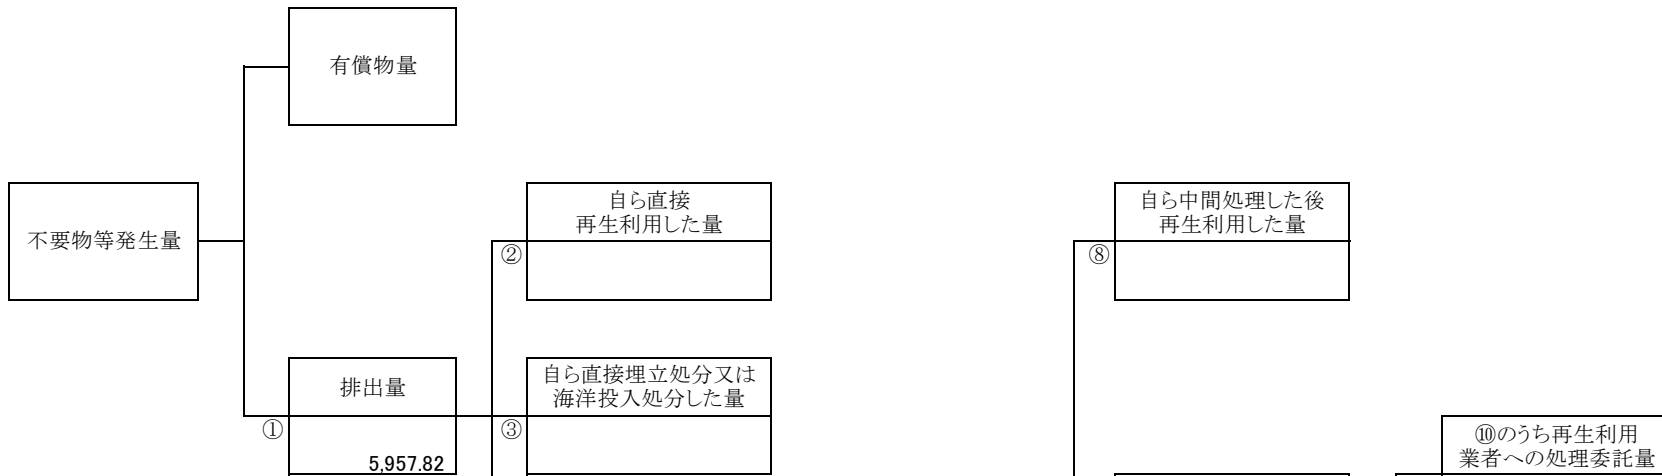 有償物量
不要物等発生量
自ら直接
再生利用した量
②
自ら中間処理した後
再生利用した量
⑧
排出量
①
5,957.82
自ら直接埋立処分又は
海洋投入処分した量
③
⑩のうち再生利用
業者への処理委託量